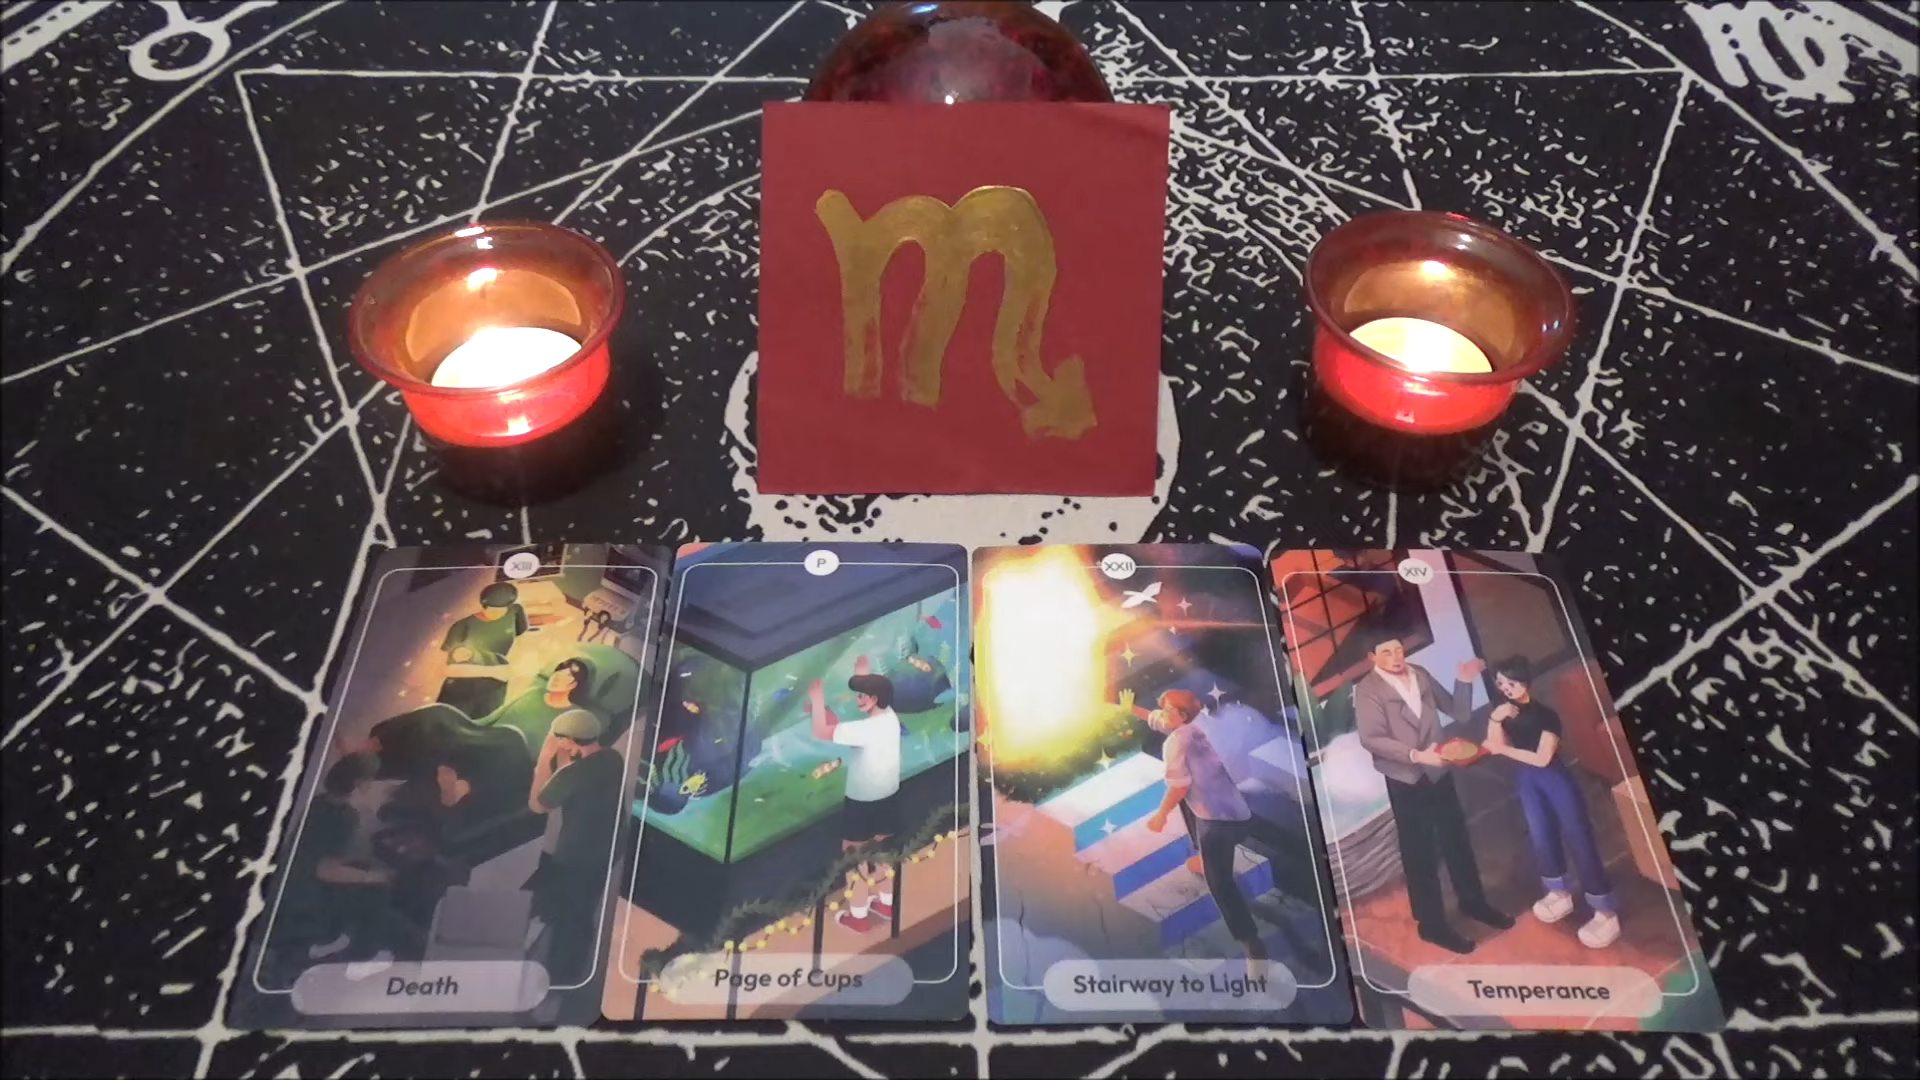 XIII
Death
P
Page of Cups
XXII
Stairway to Light
XIV
Temperance